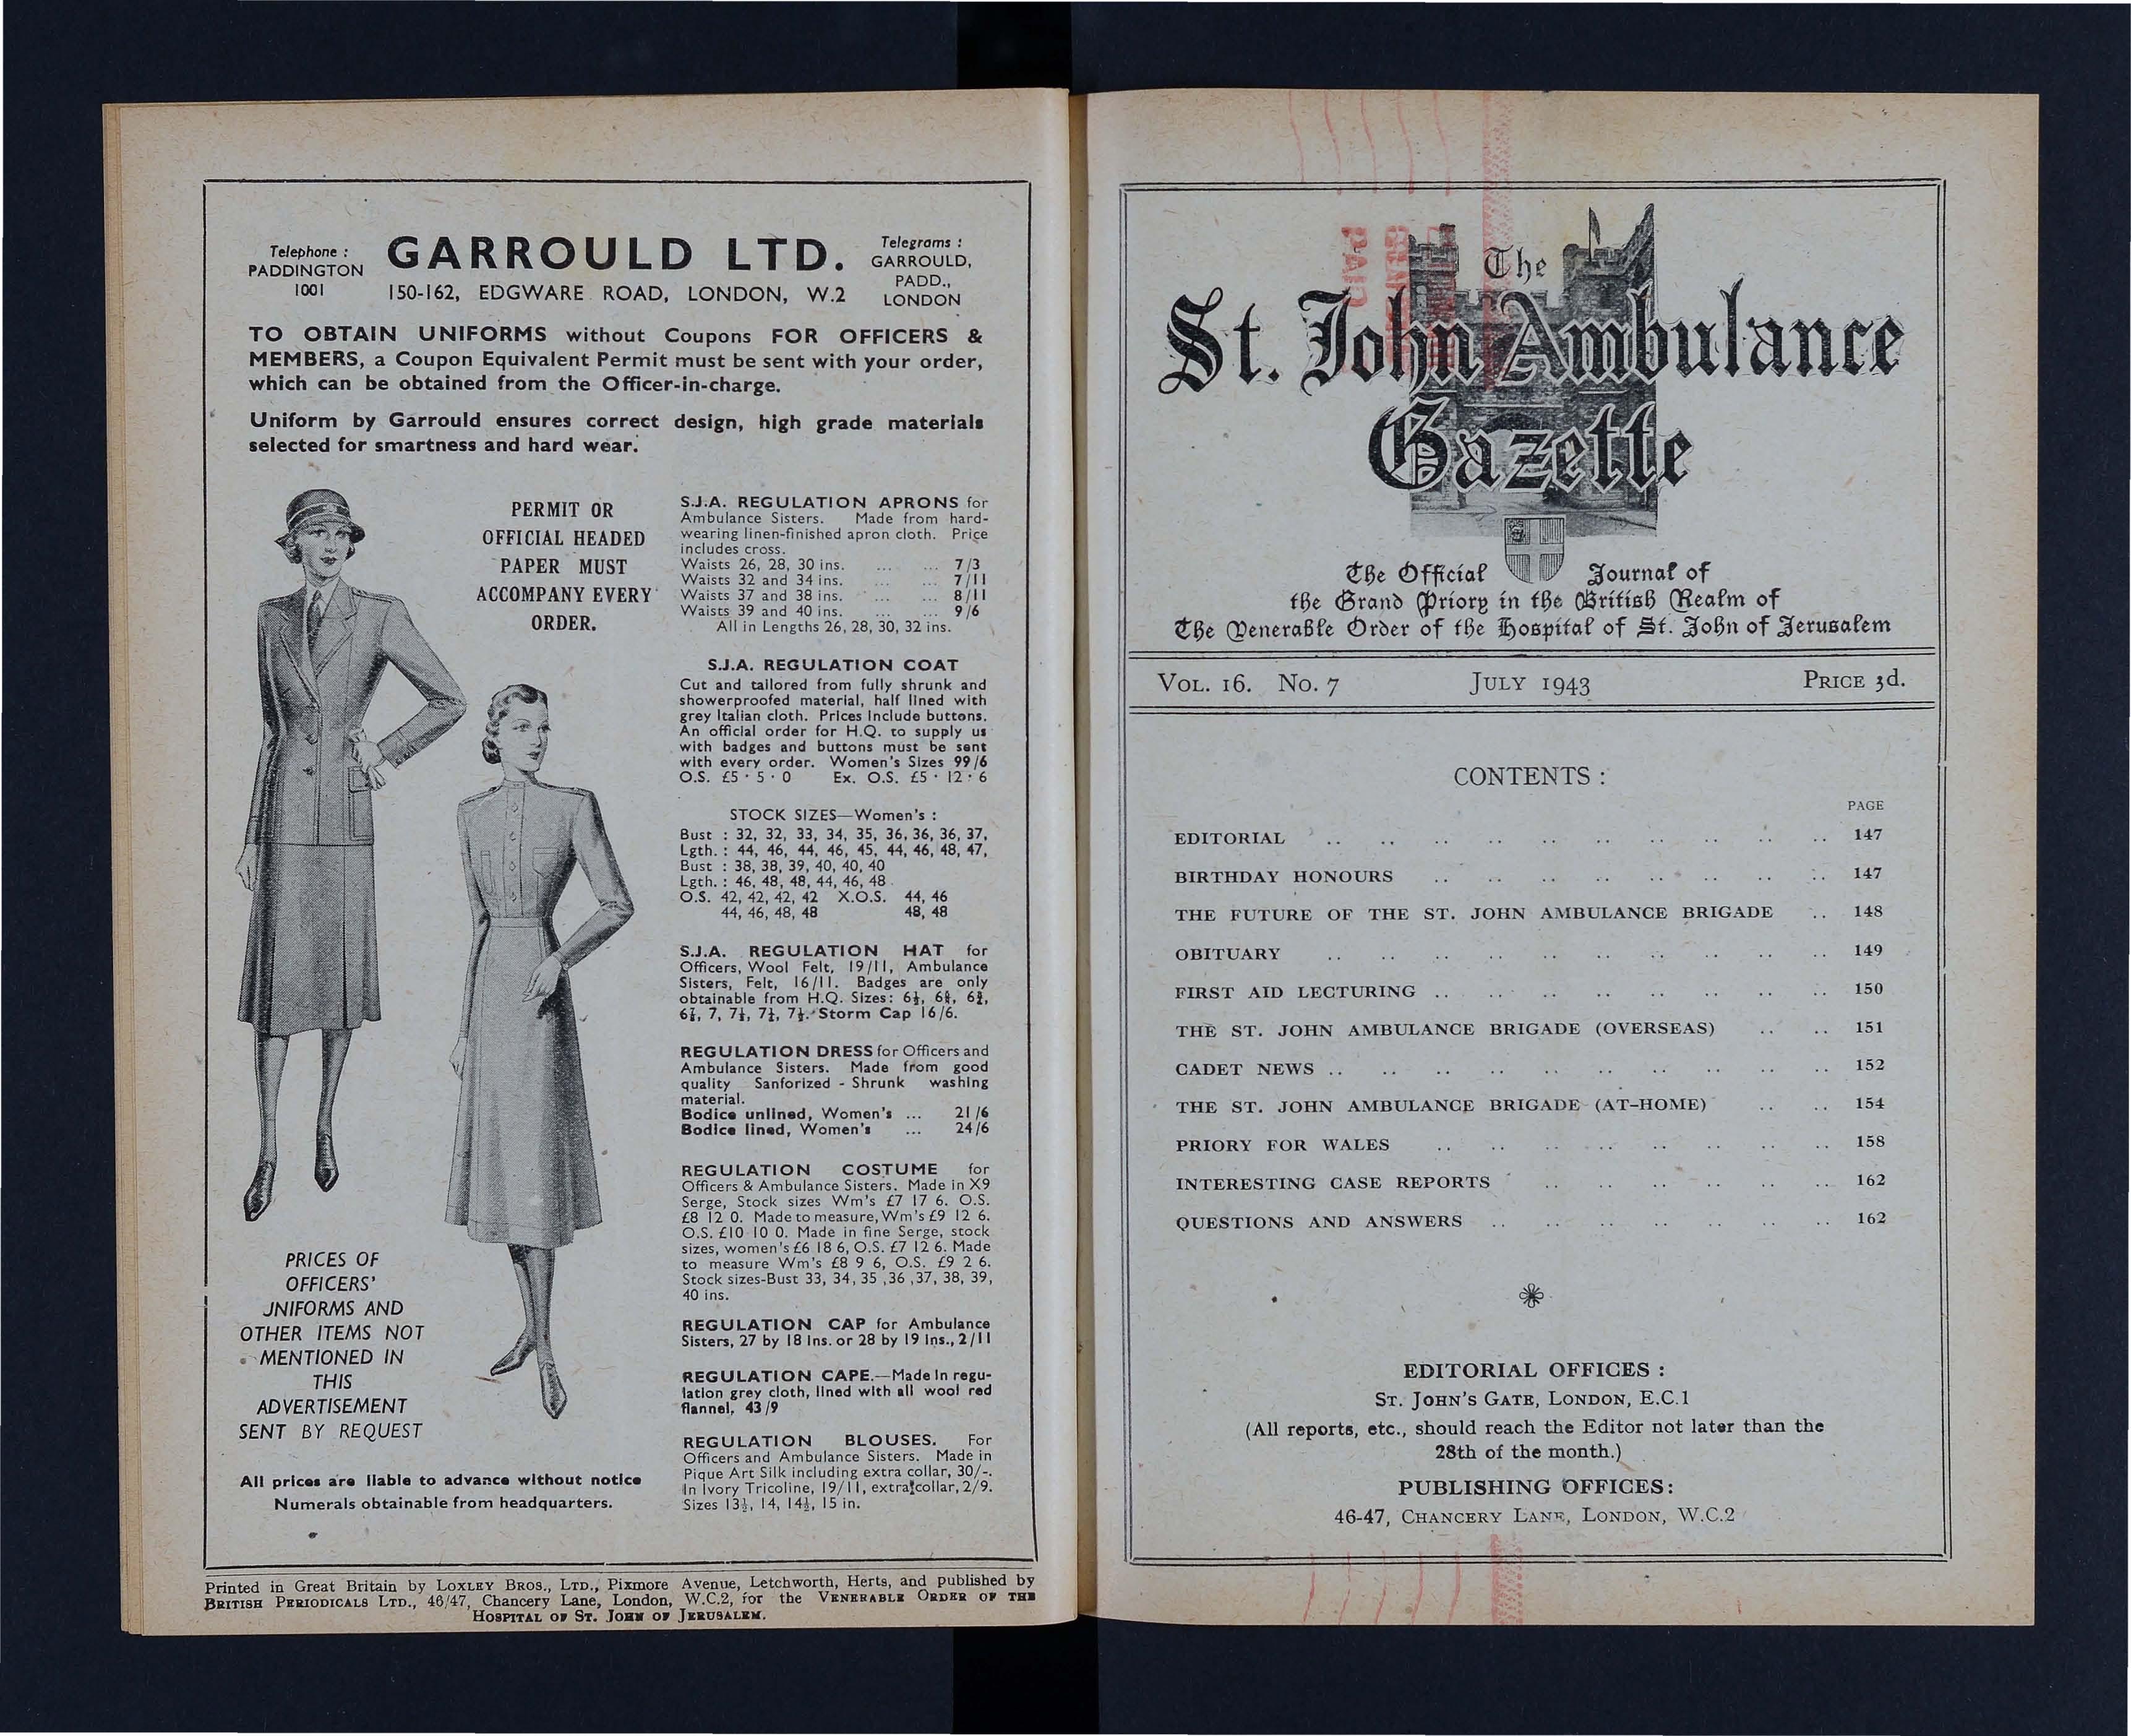 Telephone :
PADDINGTON
1001
GARROULD LTD.
150-162, EDGWARE ROAD, LONDON, W.2
Telegrams :
GARROULD,
PADD.,
LONDON
TO OBTAIN UNIFORMS without Coupons FOR OFFICERS &
MEMBERS, a Coupon Equivalent Permit must be sent with your order,
which can be obtained from the Officer-in-charge.
Uniform by Garrould ensures correct design, high grade materials
selected for smartness and hard wear.
PERMIT OR
OFFICIAL HEADED
PAPER MUST
ACCOMPANY EVERY
ORDER.
PRICES OF
OFFICERS'
UNIFORMS AND
OTHER ITEMS NOT
MENTIONED IN
THIS
ADVERTISEMENT
SENT BY REQUEST
All prices are liable to advance without notice
Numerals obtainable from headquarters.
S.J.A. REGULATION APRONS for
Ambulance Sisters. Made from hard-
wearing linen-finished apron cloth. Price
includes cross.
Waists 26, 28, 30 ins. ... ... 7/3
Waists 32 and 34 ins. ... ... 7/11
Waists 37 and 38 ins. ... ... 8/11
Waists 39 and 40 ins. ... ... 9/6
All in Lengths 26, 28, 30, 32 ins.
S.J.A. REGULATION COAT
Cut and tailored from fully shrunk and
showerproofed material, half lined with
grey Italian cloth. Prices Include buttons.
An official order for H.Q. to supply us
with badges and buttons must be sent
with every order. Women's Sizes 99/6
O.S. £5 · 5 · 0 Ex. O.S. £5 · 12 · 6
STOCK SIZES—Women's :
Bust : 32, 32, 33, 34, 35, 36, 36, 36, 37,
Lgth. : 44, 46, 44, 46, 45, 44, 46, 48, 47,
Bust : 38, 38, 39, 40, 40, 40
Lgth. : 46, 48, 48, 44, 46, 48
O.S. 42, 42, 42, 42 X.O.S. 44, 46
44, 46, 48, 48 48, 48
S.J.A. REGULATION HAT for
Officers, Wool Felt, 19/11, Ambulance
Sisters, Felt, 16/11. Badges are only
obtainable from H.Q. Sizes:
7, Storm Cap 16/6.
REGULATION DRESS for Officers and
Ambulance Sisters. Made from good
quality Sanforized - Shrunk washing
material.
Bodice unlined, Women's ... 21/6
Bodice lined, Women's ... 24/6
REGULATION COSTUME for
Officers & Ambulance Sisters. Made in X9
Serge, Stock sizes Wm's £7 17 6. O.S.
£8 12 0. Made to measure, Wm's £9 12 6.
O.S. £10 10 0. Made in fine Serge, stock
sizes, women's £6 18 6, O.S. £7 12 6. Made
to measure Wm's £8 9 6, O.S. £9 2 6.
Stock sizes-Bust 33, 34, 35 ,36 ,37, 38, 39,
40 ins.
REGULATION CAP for Ambulance
Sisters, 27 by 18 Ins. or 28 by 19 Ins., 2/11
REGULATION CAPE.—Made In regu-
lation grey cloth, lined with all wool red
flannel, 43/9
REGULATION BLOUSES. For
Officers and Ambulance Sisters. Made in
Pique Art Silk including extra collar, 30/-.
In Ivory Tricoline, 19/11, extra collar, 2/9.
Sizes 13½, 14, 14½, 15 in.
Printed in Great Britain by LOXLEY BROS., LTD., Pixmore Avenue, Letchworth, Herts, and published by
BRITISH PERIODICALS LTD., 46/47, Chancery Lane, London, W.C.2, for the VENERABLE ORDER OF THE
HOSPITAL OF ST. JOHN OF JERUSALEM.
PAID
The
St. John Ambulance
Gazette
The Official Journal of
the Grand Priory in the British Realm of
The Venerable Order of the Hospital of St. John of Jerusalem
VOL. 16. NO. 7 JULY 1943 PRICE 3d.
CONTENTS :
PAGE
EDITORIAL .. .. .. .. .. .. .. .. .. .. 147
BIRTHDAY HONOURS .. .. .. .. .. .. .. .. 147
THE FUTURE OF THE ST. JOHN AMBULANCE BRIGADE .. 148
OBITUARY .. .. .. .. .. .. .. .. .. .. 149
FIRST AID LECTURING .. .. .. .. .. .. .. .. 150
THE ST. JOHN AMBULANCE BRIGADE (OVERSEAS) .. .. 151
CADET NEWS .. .. .. .. .. .. .. .. .. .. 152
THE ST. JOHN AMBULANCE BRIGADE (AT-HOME) .. .. 154
PRIORY FOR WALES .. .. .. .. .. .. .. .. 158
INTERESTING CASE REPORTS .. .. .. .. .. .. 162
QUESTIONS AND ANSWERS .. .. .. .. .. .. .. 162
EDITORIAL OFFICES :
ST. JOHN'S GATE, LONDON, E.C.1
(All reports, etc., should reach the Editor not later than the
28th of the month.)
PUBLISHING OFFICES:
46-47, CHANCERY LANE, LONDON, W.C.2